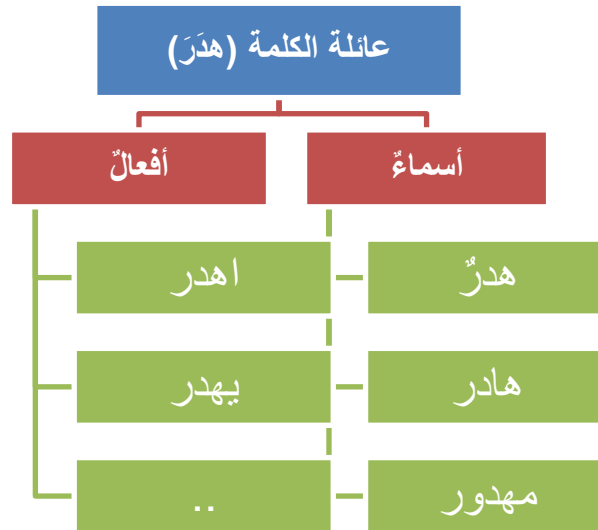 عائلة الكلمة (هدَرَ)
أسماءٌ
أفعالٌ
هدرٌ
اهدر
هادر
يهدر
مهدور
..